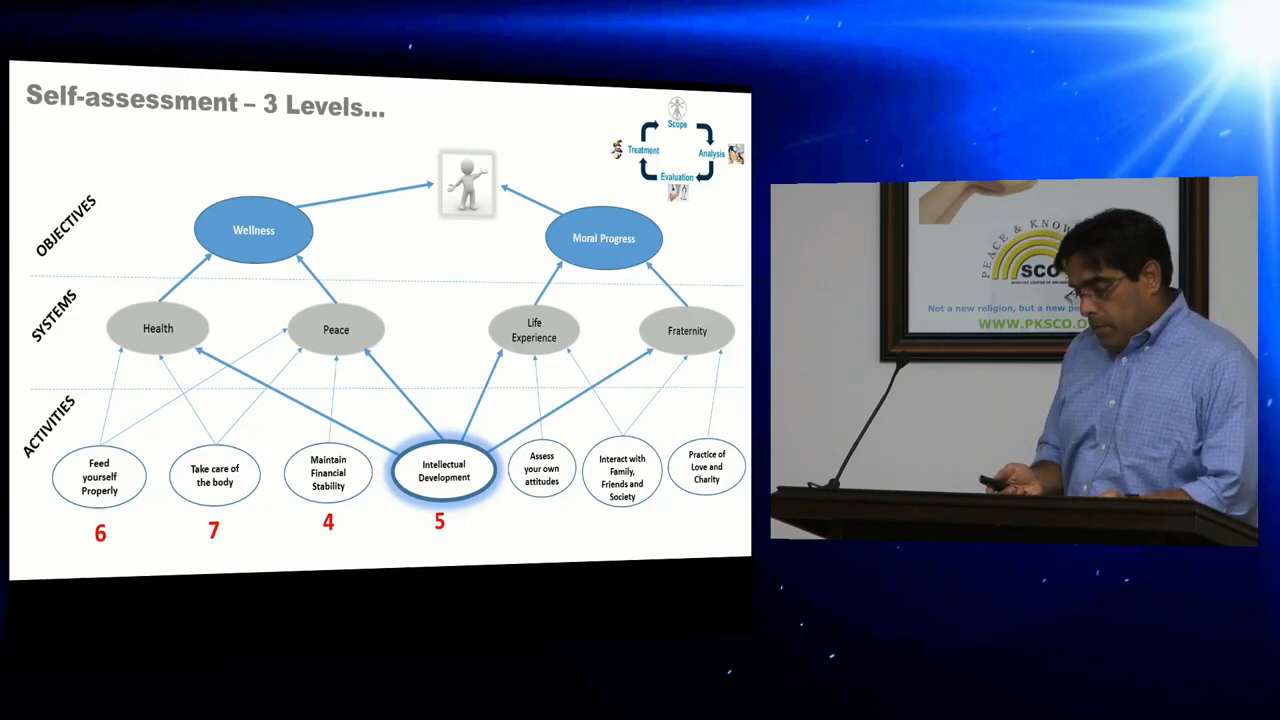 Self-assessment – 3 Levels...
Scope
Treatment
Analysis
Evaluation
OBJECTIVES
Wellness
Moral Progress
SYSTEMS
Health
Peace
Life
Experience
Fraternity
ACTIVITIES
Feed
yourself
Properly
Take care of
the body
Maintain
Financial
Stability
Intellectual
Development
Assess
your own
attitudes
Interact with
Family,
Friends and
Society
Practice of
Love and
Charity
6
7
4
5
PEACE & KNOW
SCO
Not a new religion, but a new
WWW.PKSCO.O